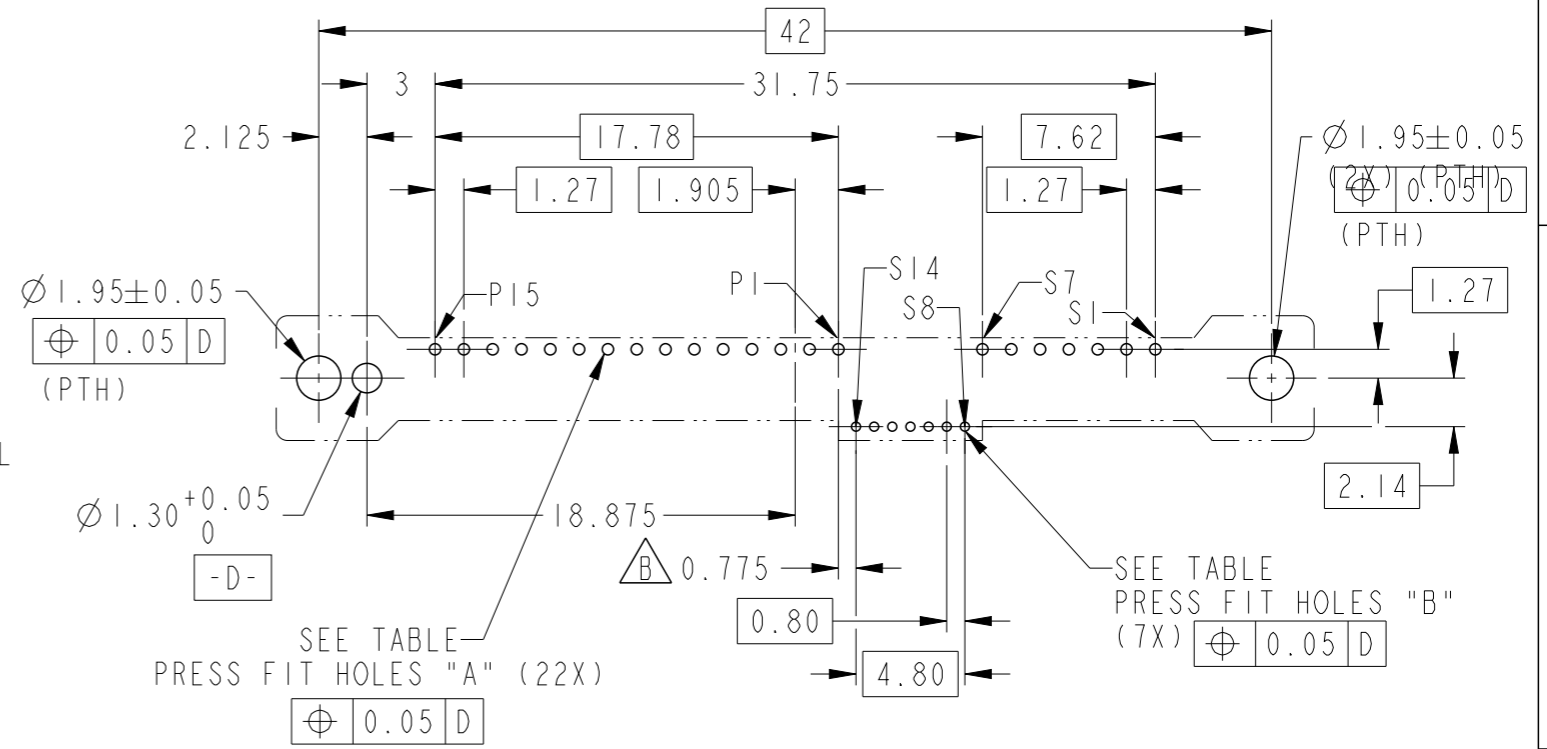 42
3
31.75
2.125
17.78
7.62
Ø1.95±0.05
(2X) (PTH)
⌖ 0.05 D
(PTH)
1.27
1.905
1.27
S14
S7
P15
P1
S8
S1
1.27
Ø1.95±0.05
⌖ 0.05 D
(PTH)
L
2.14
Ø1.30 +0.05
0
-D-
18.875
B 0.775
SEE TABLE
PRESS FIT HOLES "B"
(7X) ⌖ 0.05 D
0.80
SEE TABLE
PRESS FIT HOLES "A" (22X)
4.80
⌖ 0.05 D